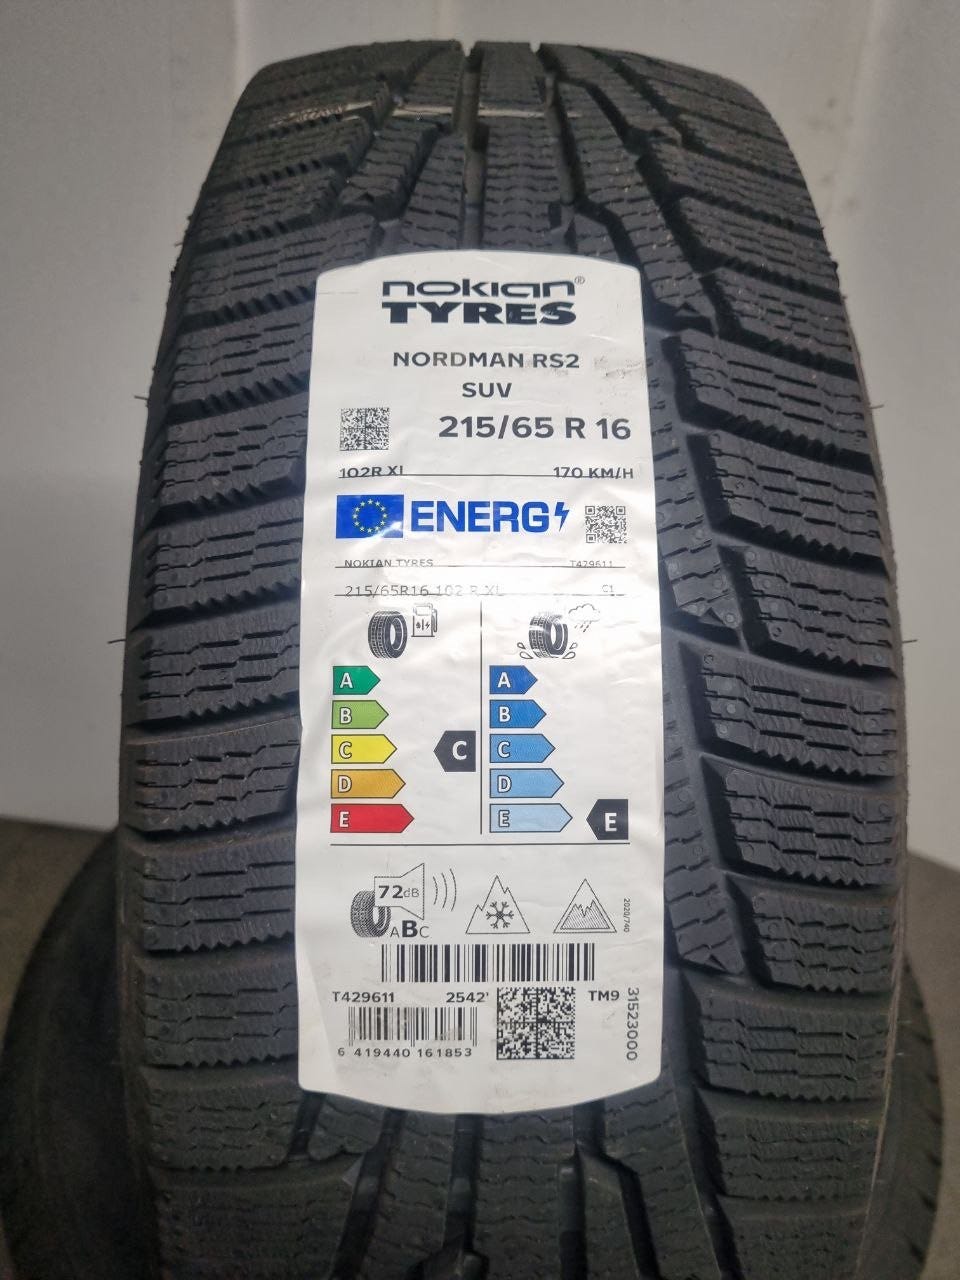 nokian®
TYRES
NORDMAN RS2
SUV
215/65 R 16
102R XL 170 KM/H
ENERG
NOKIAN TYRES T429611
215/65R16 102 R XL C1
A A
B B
C C C
D D
E E E
72dB
ABC
2020/740
T429611 2542' TM9
31523000
6 419440 161853